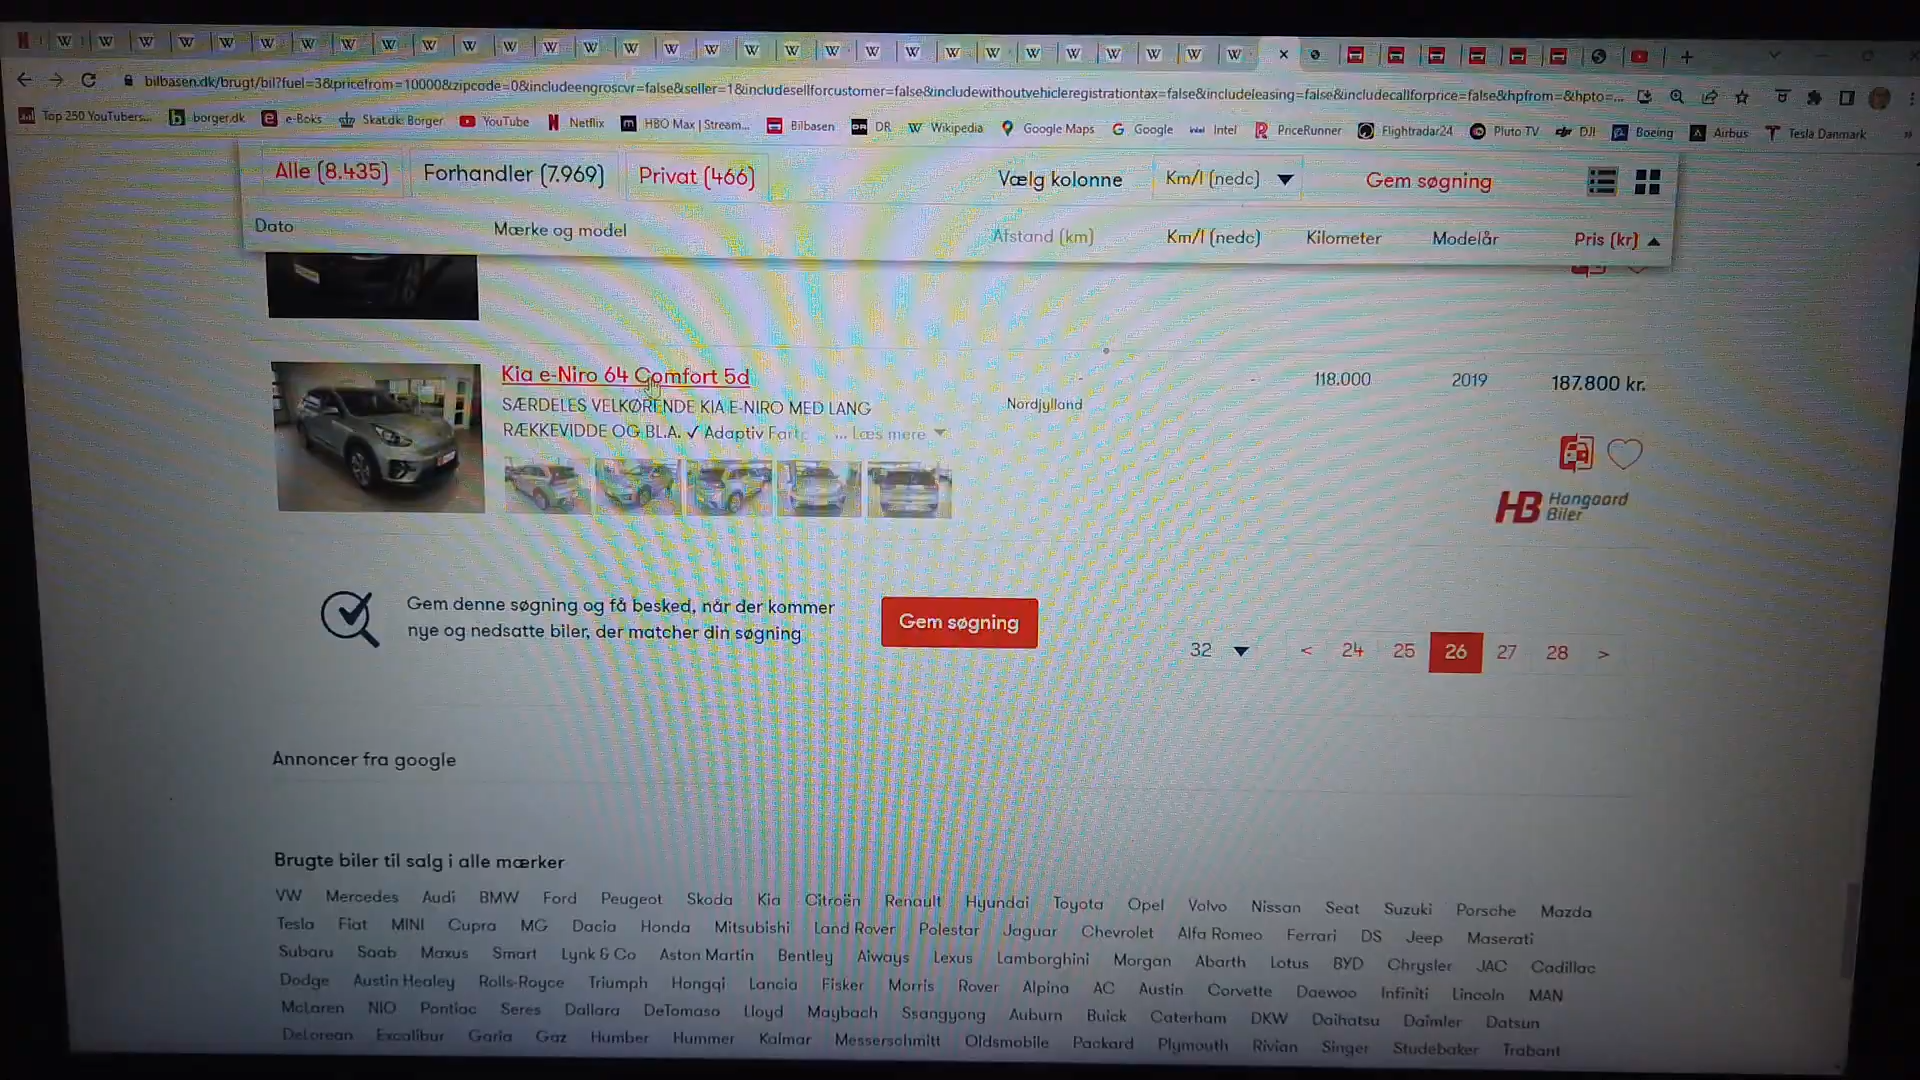 bilbasen.dk/brugt/bil?fuel=3&pricefrom=10000&zipcode=0&includeengroscvr=false&seller=1&includesellforcustomer=false&includewithoutvehicleregistrationtax=false&includeleasing=false&includecallforprice=false&hpfrom=&hpto=...
Top 250 YouTubers... borger.dk e-Boks Skat.dk: Borger YouTube Netflix HBO Max | Stream... Bilbasen DR Wikipedia Google Maps Google Intel PriceRunner Flightradar24 Pluto TV DJI Boeing Airbus Tesla Danmark »
Alle (8.435) Forhandler (7.969) Privat (466) Vælg kolonne Km/l (nedc) Gem søgning
Dato Mærke og model Afstand (km) Km/l (nedc) Kilometer Modelår Pris (kr)
Kia e-Niro 64 Comfort 5d - - 118.000 2019 187.800 kr.
SÆRDELES VELKØRENDE KIA E-NIRO MED LANG Nordjylland
RÆKKEVIDDE OG BL.A. ✓ Adaptiv Fartp ... Læs mere
HB Hangaard
Biler
Gem denne søgning og få besked, når der kommer
nye og nedsatte biler, der matcher din søgning
Gem søgning
32 < 24 25 26 27 28 >
Annoncer fra google
Brugte biler til salg i alle mærker
VW Mercedes Audi BMW Ford Peugeot Skoda Kia Citroën Renault Hyundai Toyota Opel Volvo Nissan Seat Suzuki Porsche Mazda
Tesla Fiat MINI Cupra MG Dacia Honda Mitsubishi Land Rover Polestar Jaguar Chevrolet Alfa Romeo Ferrari DS Jeep Maserati
Subaru Saab Maxus Smart Lynk & Co Aston Martin Bentley Aiways Lexus Lamborghini Morgan Abarth Lotus BYD Chrysler JAC Cadillac
Dodge Austin Healey Rolls-Royce Triumph Hongqi Lancia Fisker Morris Rover Alpina AC Austin Corvette Daewoo Infiniti Lincoln MAN
McLaren NIO Pontiac Seres Dallara DeTomaso Lloyd Maybach Ssangyong Auburn Buick Caterham DKW Daihatsu Daimler Datsun
DeLorean Excalibur Garia Gaz Humber Hummer Kalmar Messerschmitt Oldsmobile Packard Plymouth Rivian Singer Studebaker Trabant